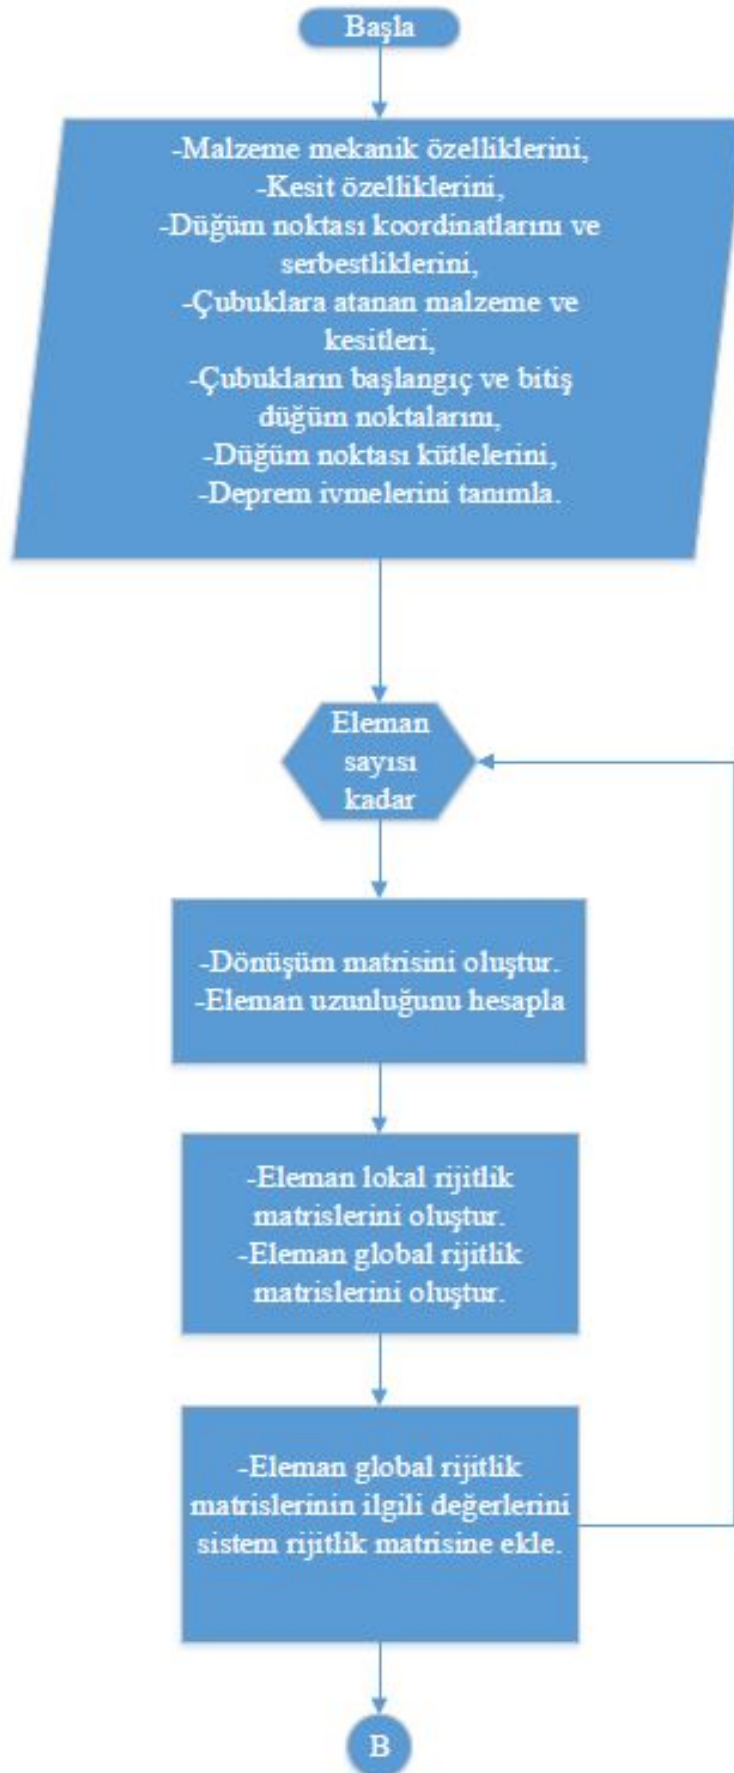 Başla
-Malzeme mekanik özelliklerini,
-Kesit özelliklerini,
-Düğüm noktası koordinatlarını ve
serbestliklerini,
-Çubuklara atanan malzeme ve
kesitleri,
-Çubukların başlangıç ve bitiş
düğüm noktalarını,
-Düğüm noktası kütlelerini,
-Deprem ivmelerini tanımla.
Eleman
sayısı
kadar
-Dönüşüm matrisini oluştur.
-Eleman uzunluğunu hesapla
-Eleman lokal rijitlik
matrislerini oluştur.
-Eleman global rijitlik
matrislerini oluştur.
-Eleman global rijitlik
matrislerinin ilgili değerlerini
sistem rijitlik matrisine ekle.
B